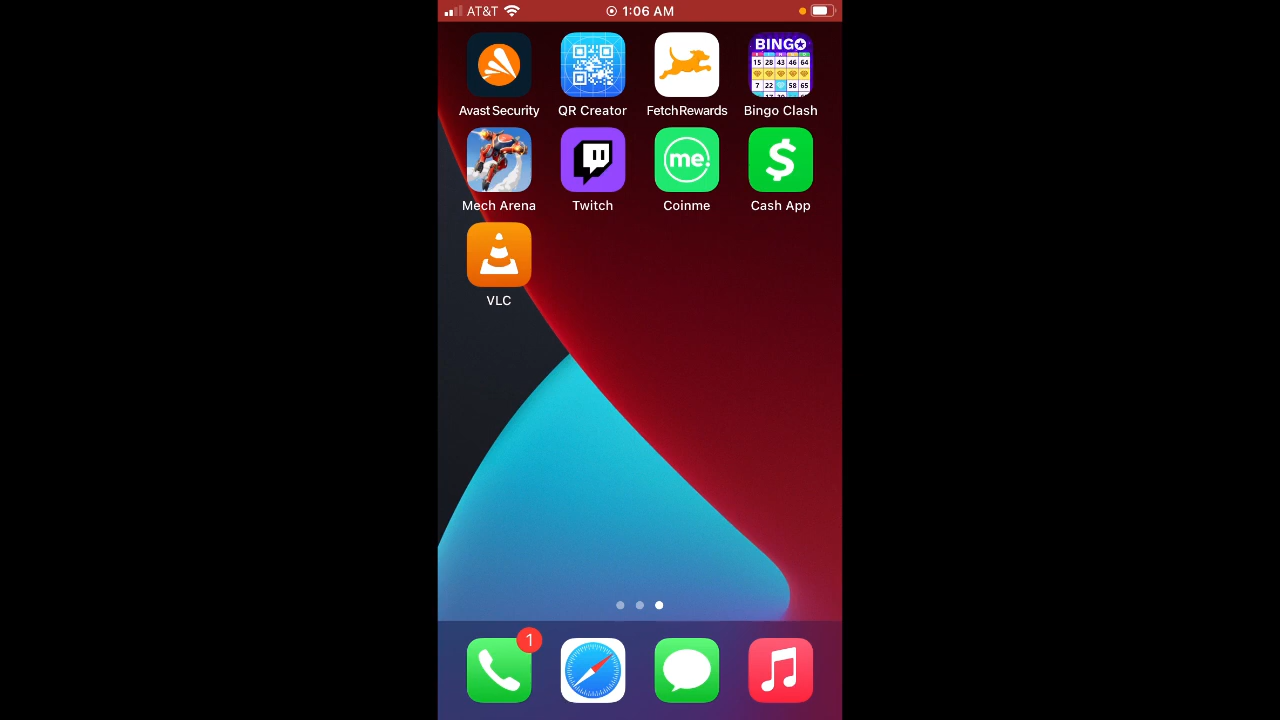 AT&T 1:06 AM
BINGO
15 28 43 46 64
7 22 58 65
Avast Security QR Creator FetchRewards Bingo Clash
me.
$
Mech Arena Twitch Coinme Cash App
VLC
1